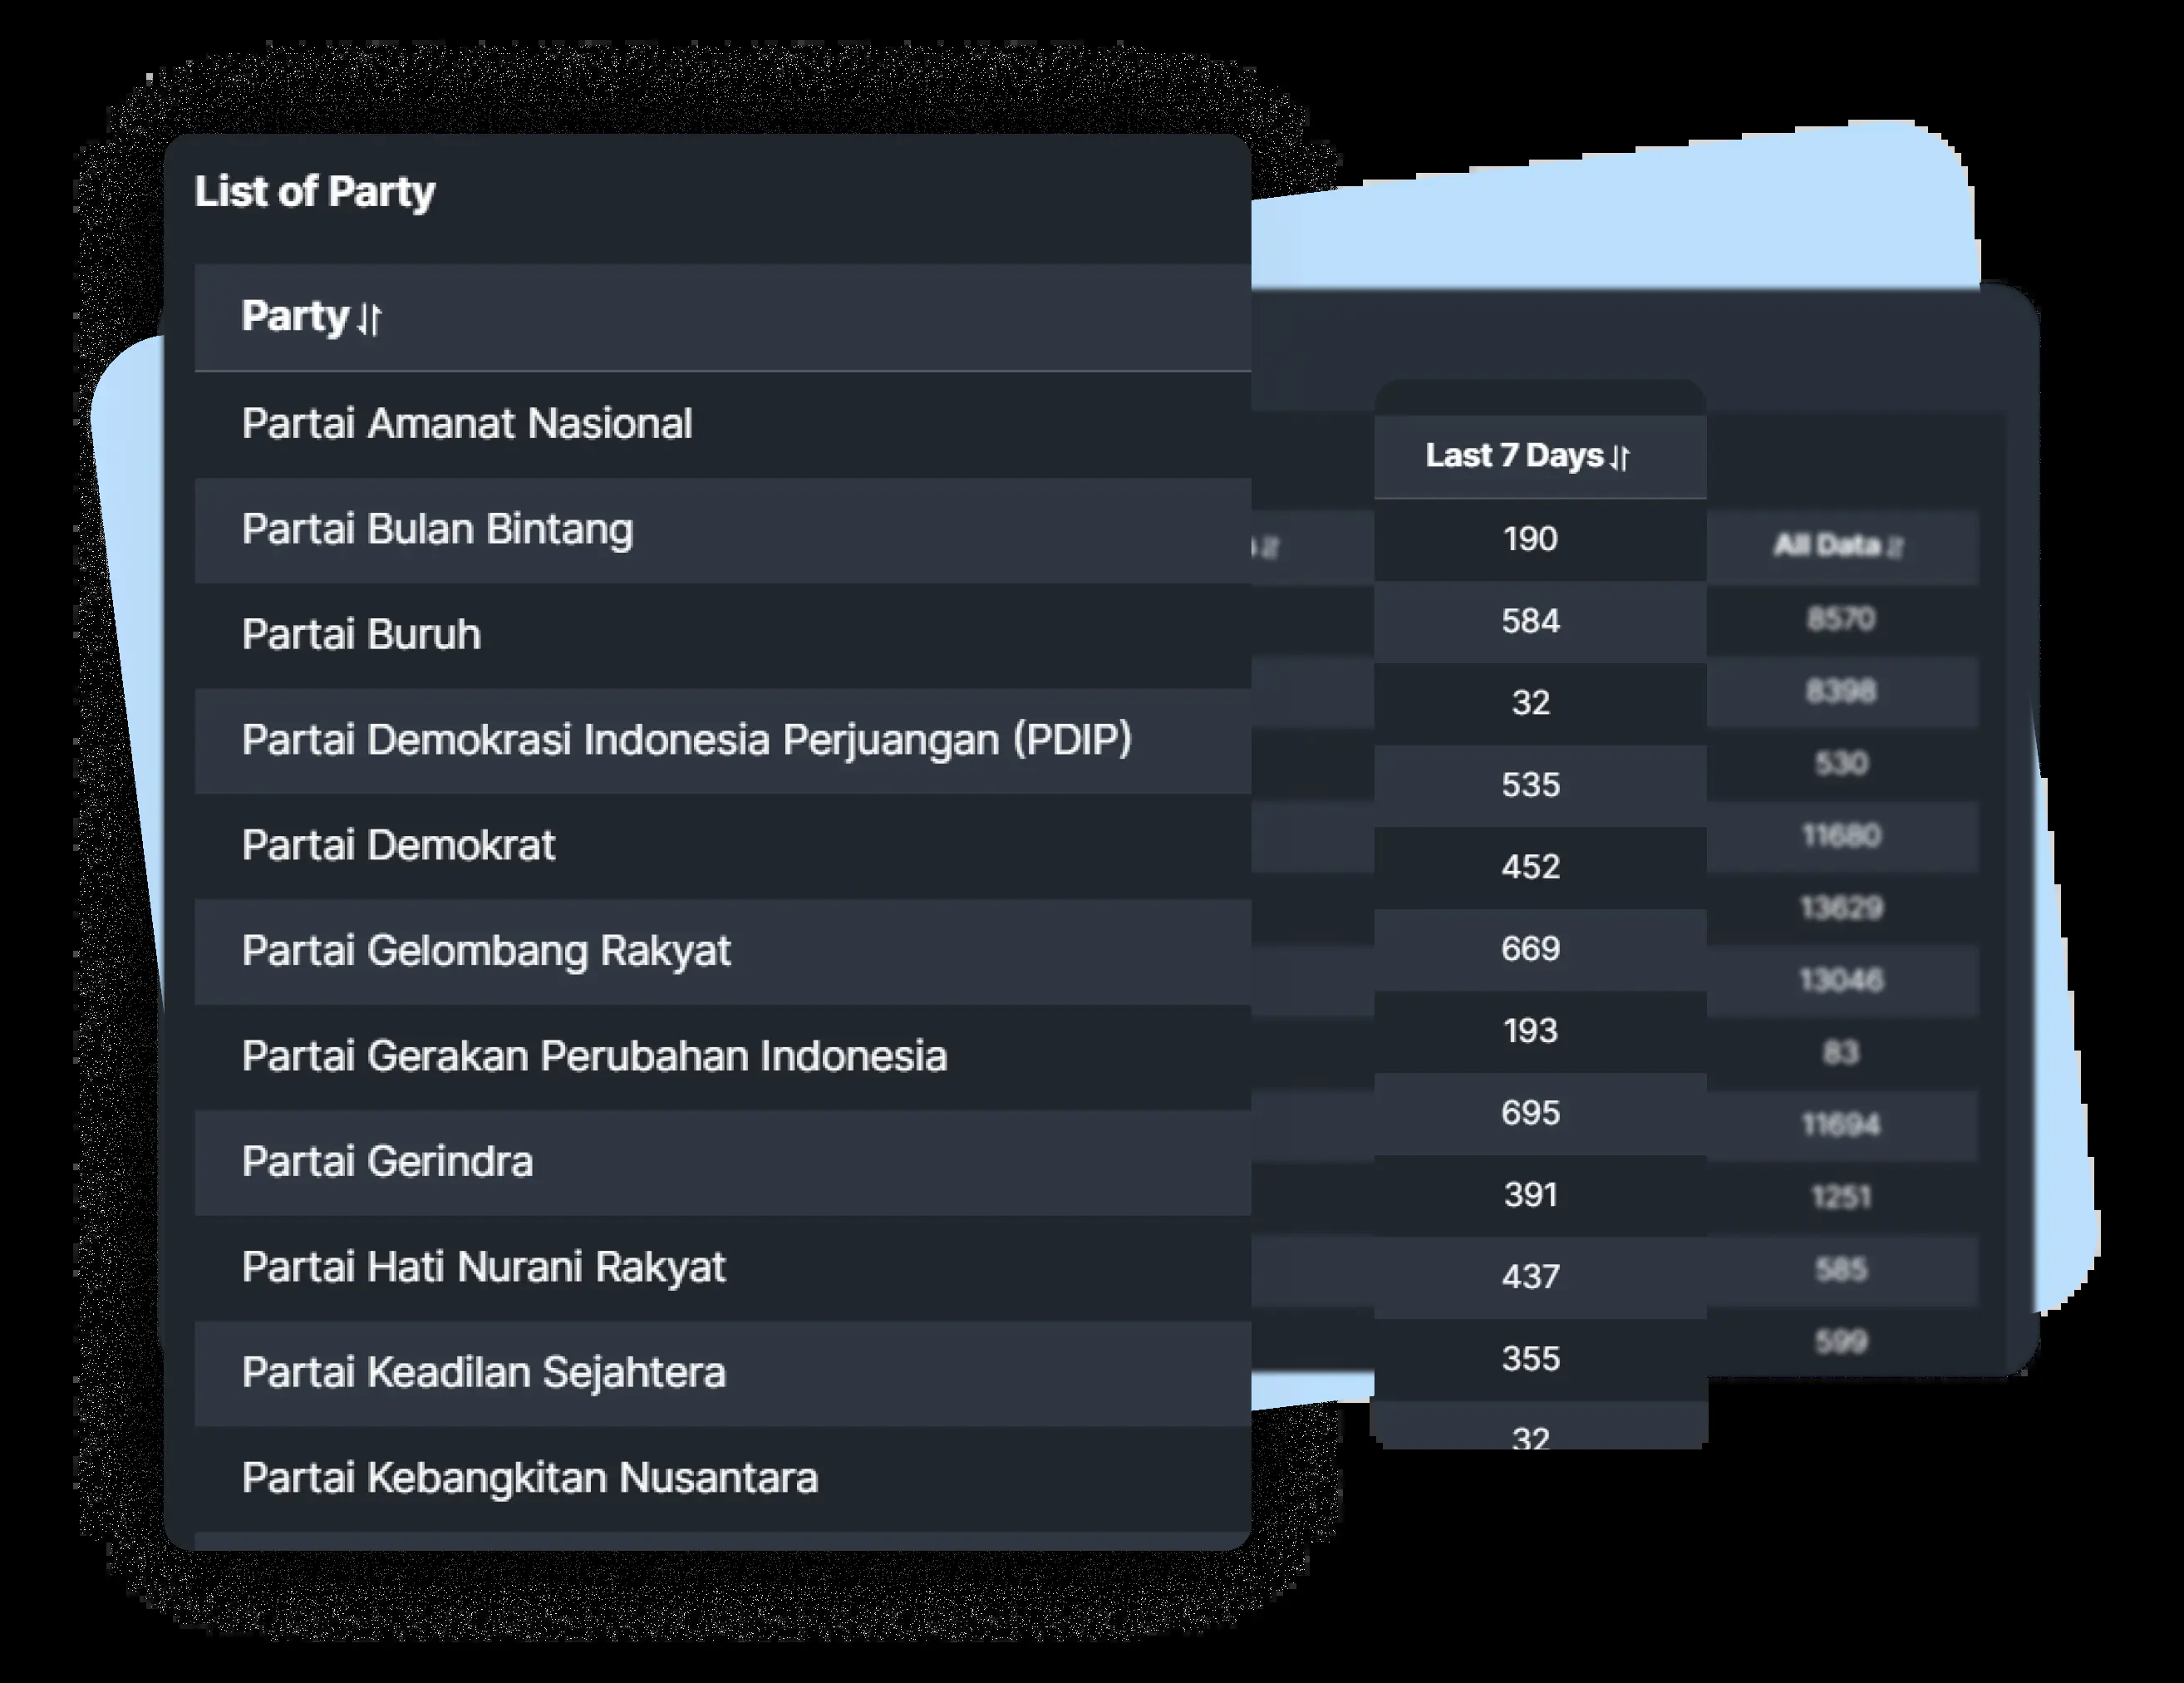 List of Party
Party
Partai Amanat Nasional
Partai Bulan Bintang
Partai Buruh
Partai Demokrasi Indonesia Perjuangan (PDIP)
Partai Demokrat
Partai Gelombang Rakyat
Partai Gerakan Perubahan Indonesia
Partai Gerindra
Partai Hati Nurani Rakyat
Partai Keadilan Sejahtera
Partai Kebangkitan Nusantara
Last 7 Days
190
584
32
535
452
669
193
695
391
437
355
32
All Data
8570
8398
530
11680
13629
13046
83
11694
1251
585
599